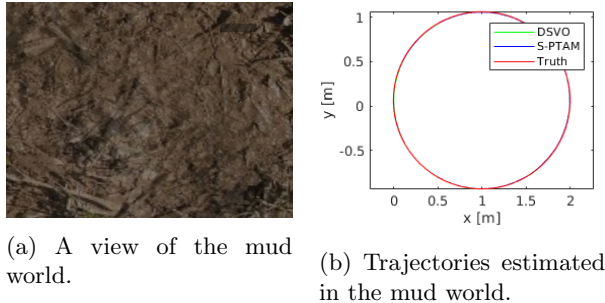 (a) A view of the mud
world.
DSVO
S-PTAM
Truth
1
0.5
0
-0.5
y [m]
0
0.5
1
1.5
2
x [m]
(b) Trajectories estimated
in the mud world.